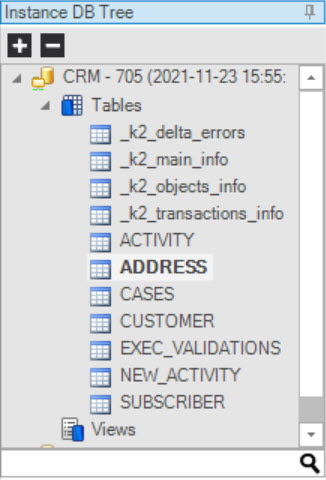 Instance DB Tree
CRM - 705 (2021-11-23 15:55:
Tables
_k2_delta_errors
_k2_main_info
_k2_objects_info
_k2_transactions_info
ACTIVITY
ADDRESS
CASES
CUSTOMER
EXEC_VALIDATIONS
NEW_ACTIVITY
SUBSCRIBER
Views